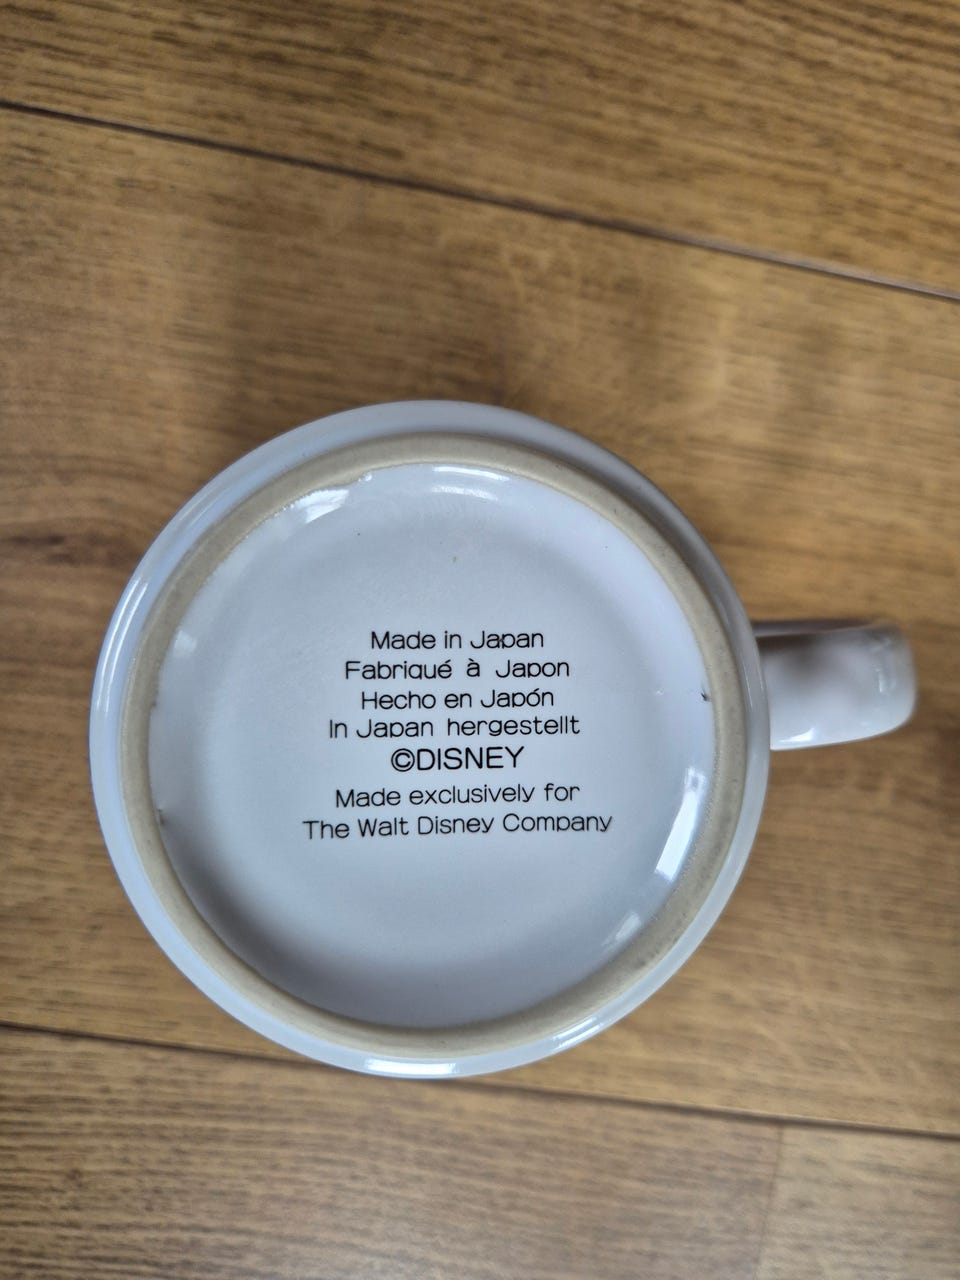 Made in Japan
Fabriqué à Japon
Hecho en Japón
In Japan hergestellt
©DISNEY
Made exclusively for
The Walt Disney Company